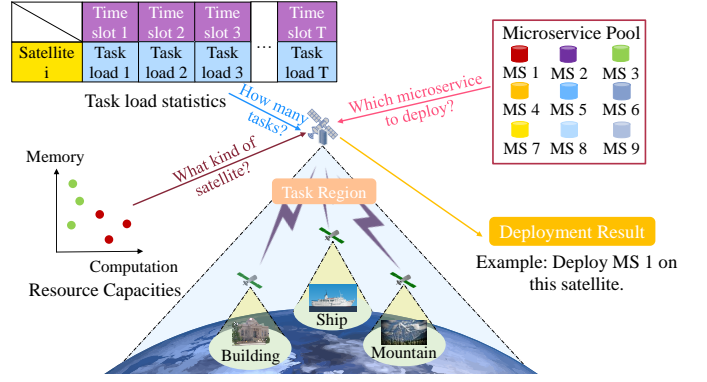 Time slot 1
Time slot 2
Time slot 3
...
Time slot T
Satellite i
Task load 1
Task load 2
Task load 3
Task load T
Task load statistics
How many tasks?
Which microservice to deploy?
Microservice Pool
MS 1 MS 2 MS 3
MS 4 MS 5 MS 6
MS 7 MS 8 MS 9
Memory
What kind of satellite?
Computation
Resource Capacities
Task Region
Deployment Result
Example: Deploy MS 1 on
this satellite.
Ship
Building
Mountain